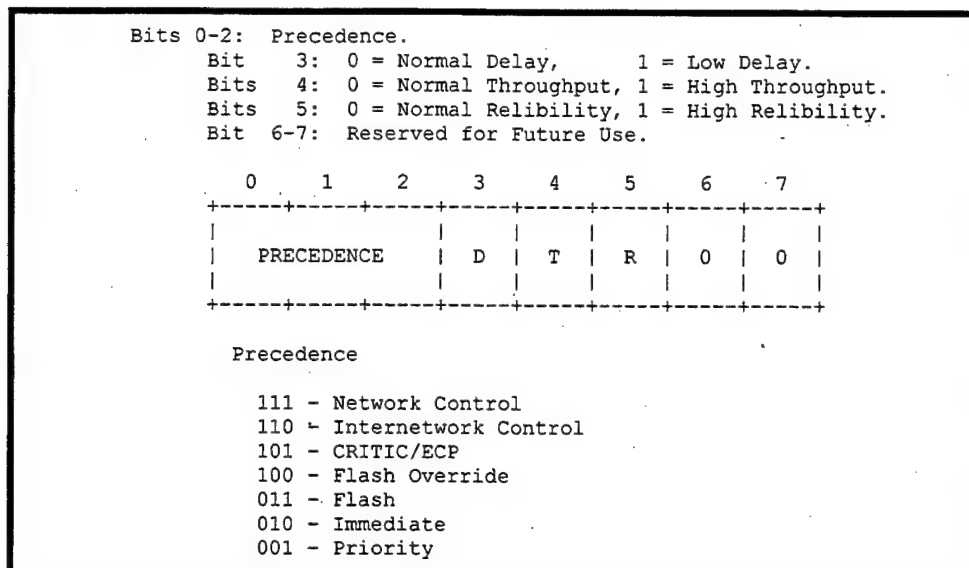 Bits 0-2:  Precedence.
Bit    3:  0 = Normal Delay,      1 = Low Delay.
Bits   4:  0 = Normal Throughput, 1 = High Throughput.
Bits   5:  0 = Normal Relibility, 1 = High Relibility.
Bit  6-7:  Reserved for Future Use.
0     1     2     3     4     5     6     7
+-----+-----+-----+-----+-----+-----+-----+-----+
|                 |     |     |     |     |     |
|   PRECEDENCE    |  D  |  T  |  R  |  0  |  0  |
|                 |     |     |     |     |     |
+-----+-----+-----+-----+-----+-----+-----+-----+
Precedence
111 - Network Control
110 - Internetwork Control
101 - CRITIC/ECP
100 - Flash Override
011 - Flash
010 - Immediate
001 - Priority